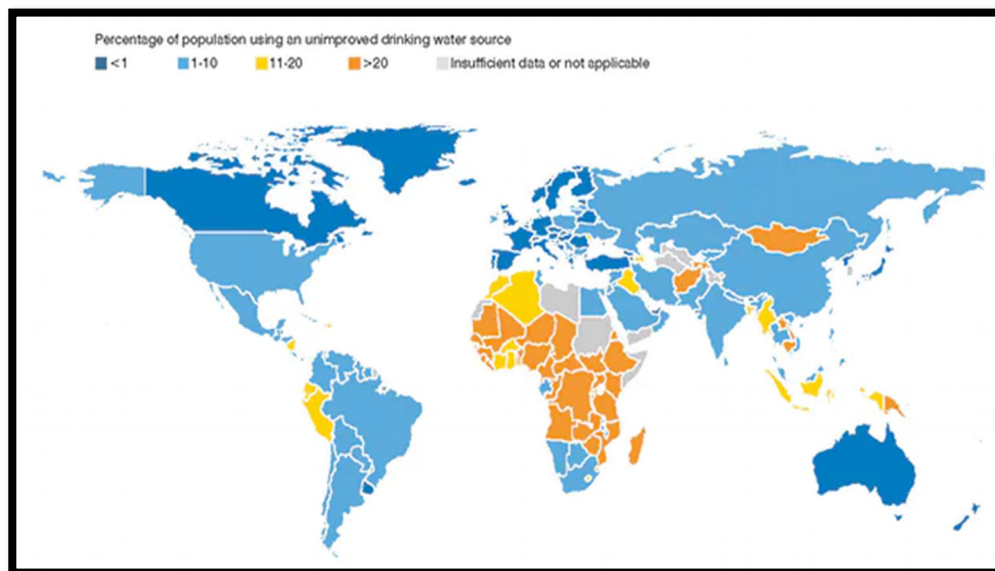 Percentage of population using an unimproved drinking water source
<1 1-10 11-20 >20 Insufficient data or not applicable